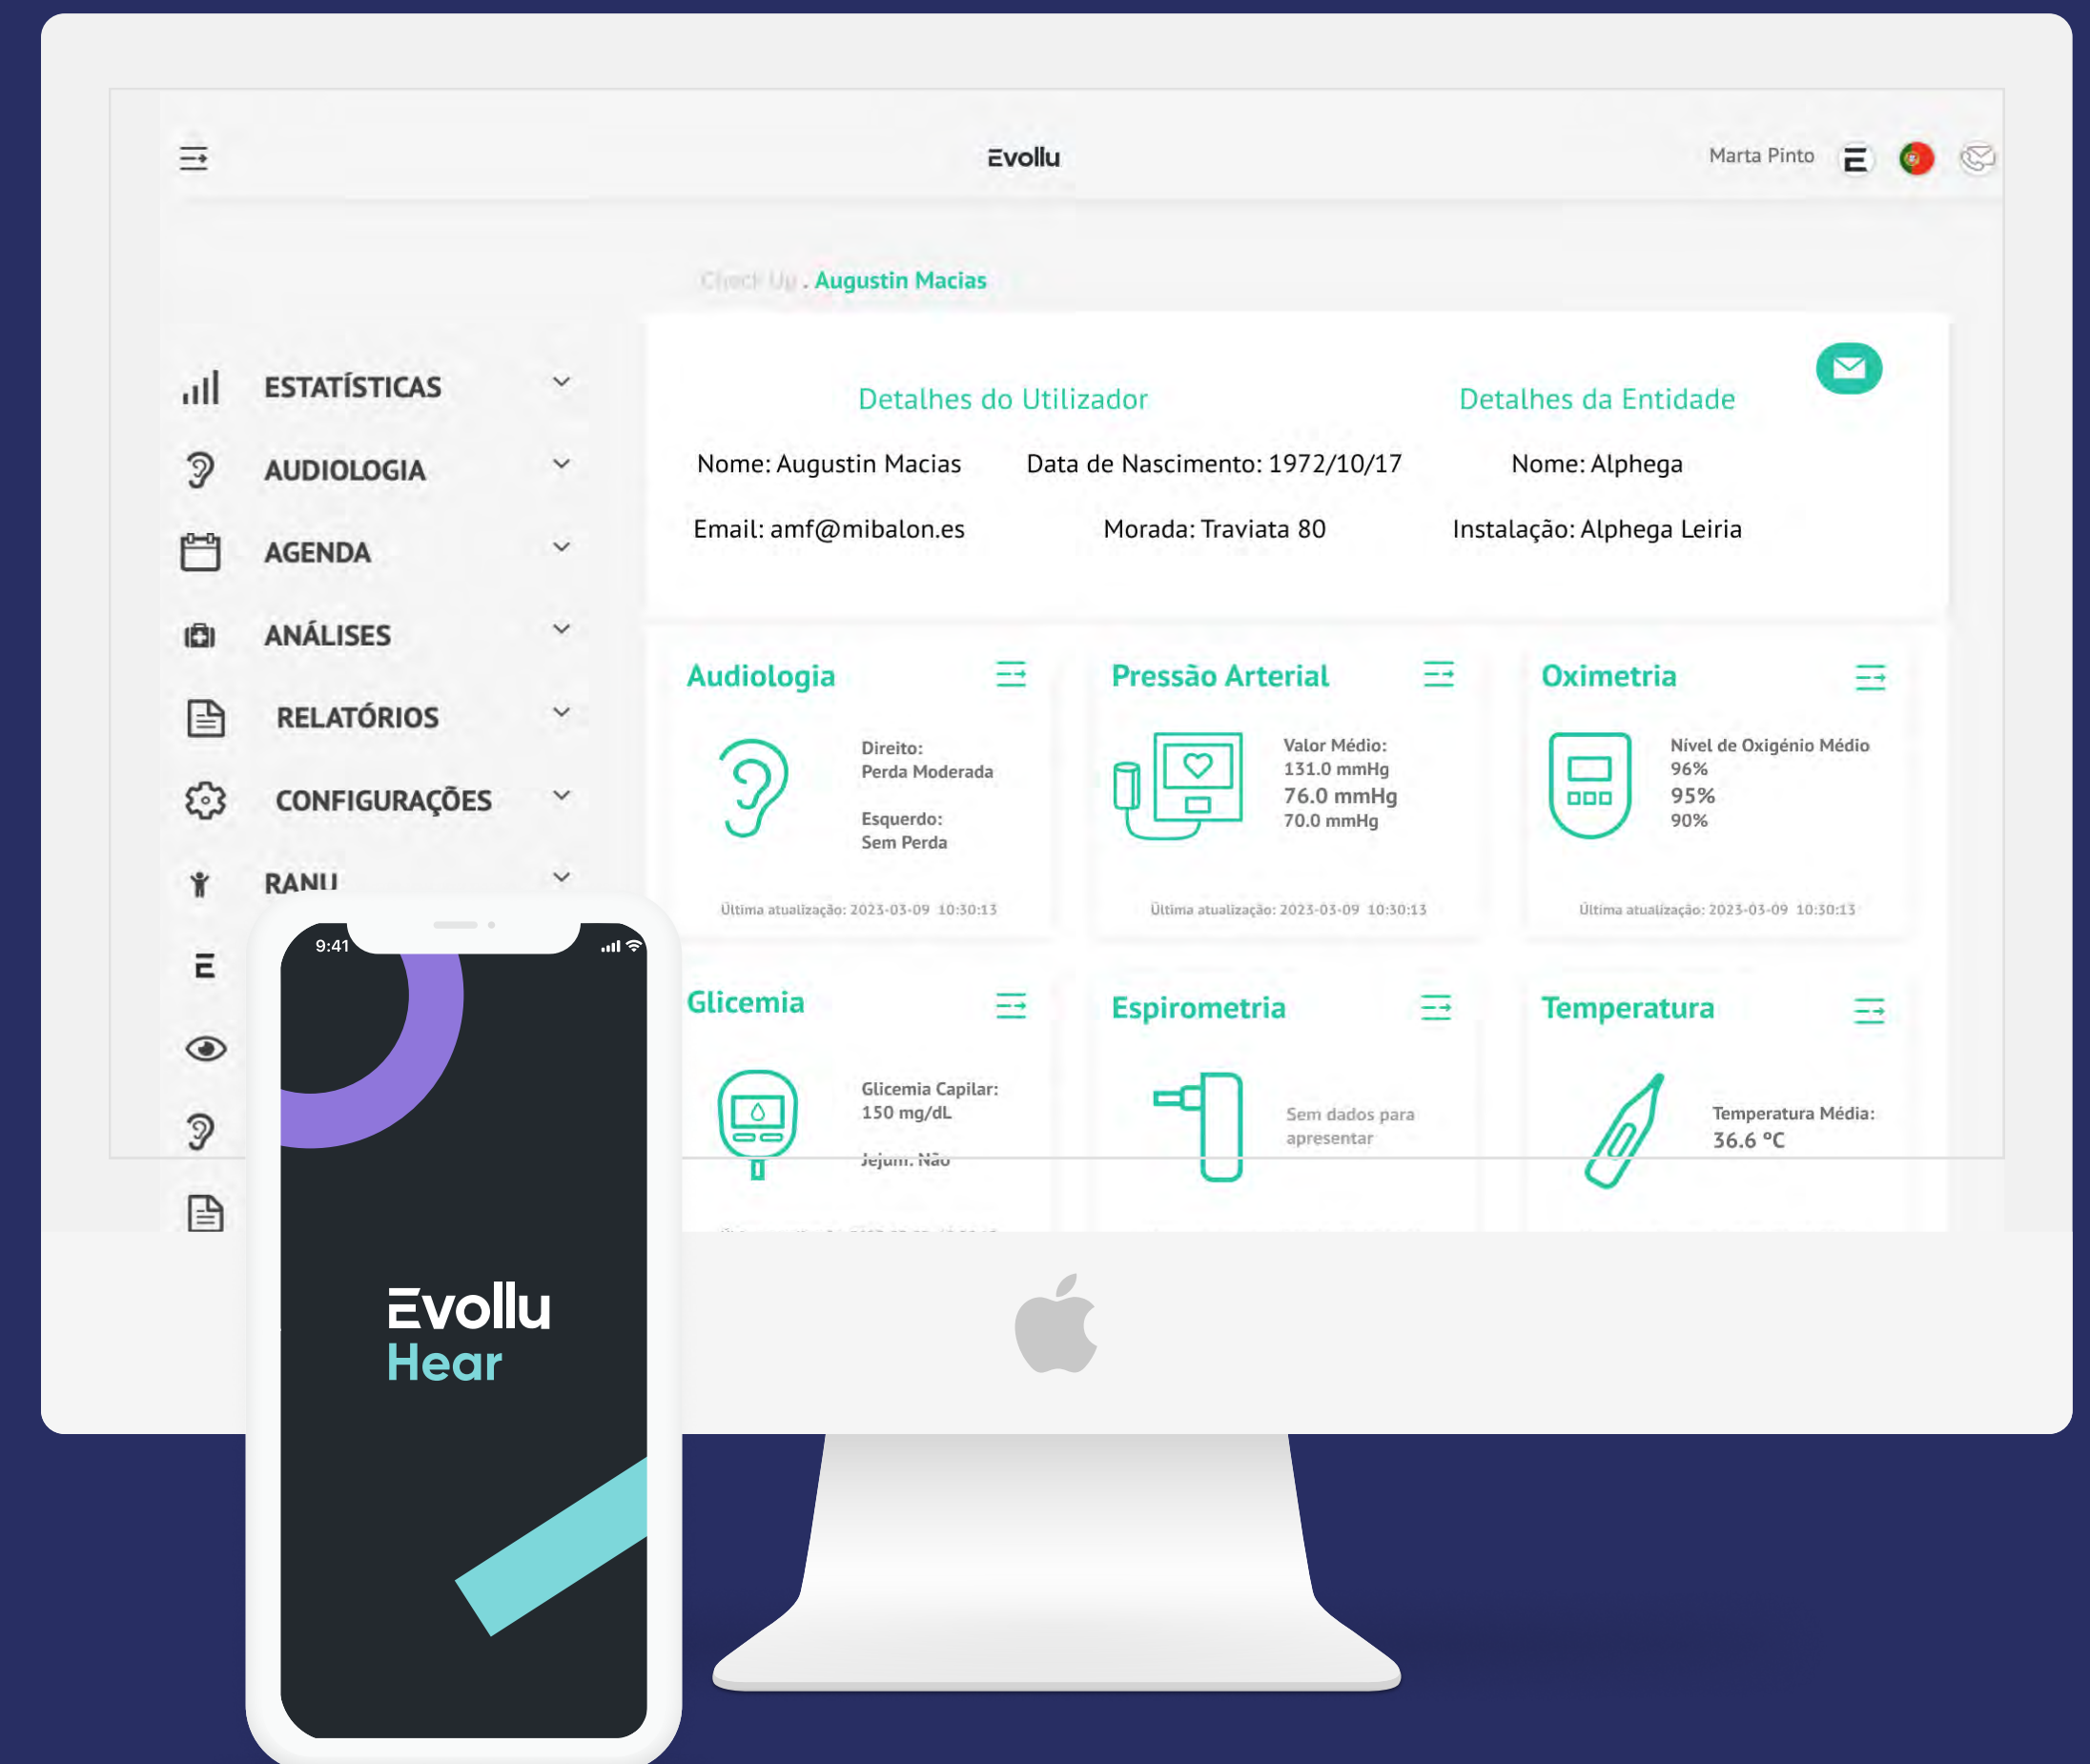 Evollu
Marta Pinto
Check Up . Augustin Macias
ESTATÍSTICAS
AUDIOLOGIA
AGENDA
ANÁLISES
RELATÓRIOS
CONFIGURAÇÕES
RANU
Detalhes do Utilizador
Detalhes da Entidade
Nome: Augustin Macias
Data de Nascimento: 1972/10/17
Nome: Alphega
Email: amf@mibalon.es
Morada: Traviata 80
Instalação: Alphega Leiria
Audiologia
Direito:
Perda Moderada
Esquerdo:
Sem Perda
Última atualização: 2023-03-09 10:30:13
Pressão Arterial
Valor Médio:
131.0 mmHg
76.0 mmHg
70.0 mmHg
Última atualização: 2023-03-09 10:30:13
Oximetria
Nível de Oxigénio Médio
96%
95%
90%
Última atualização: 2023-03-09 10:30:13
Glicemia
Glicemia Capilar:
150 mg/dL
Jejum: Não
Espirometria
Sem dados para
apresentar
Temperatura
Temperatura Média:
36.6 ºC
9:41
Evollu
Hear